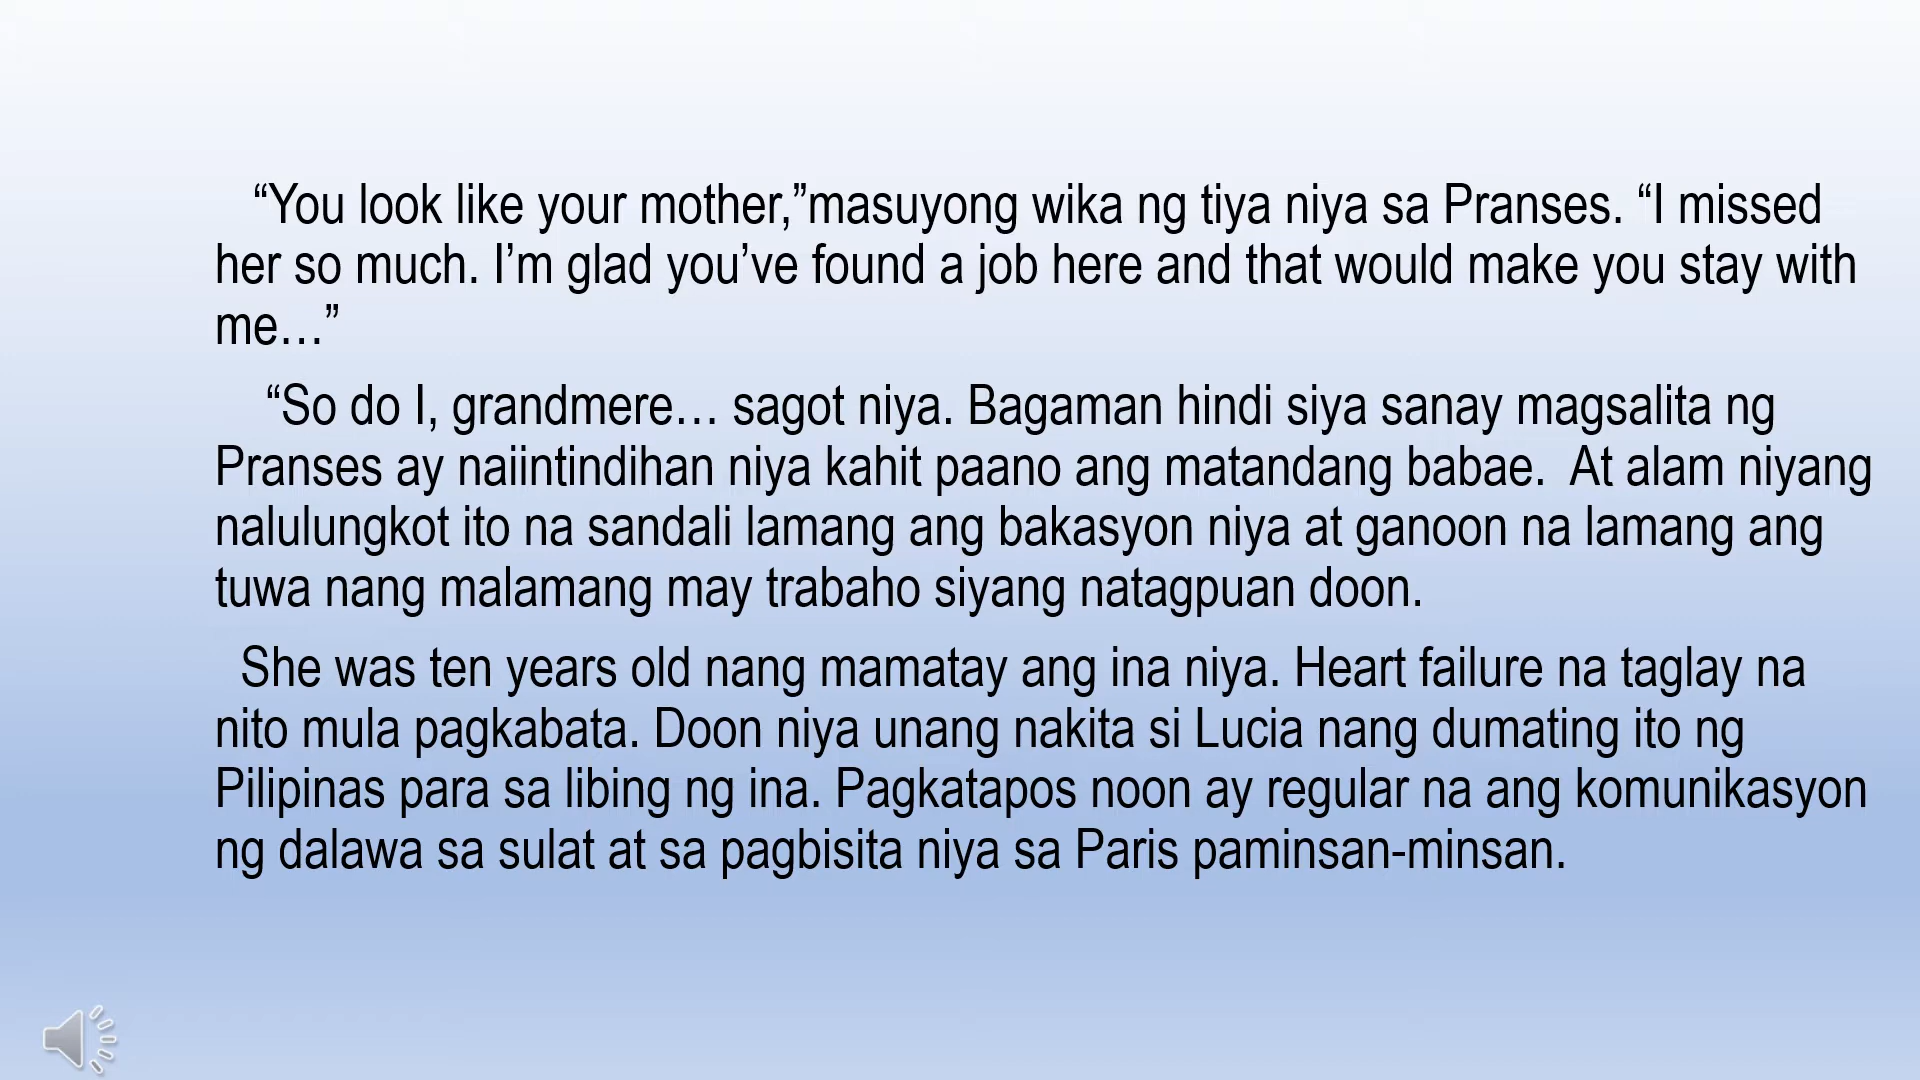 “You look like your mother,”masuyong wika ng tiya niya sa Pranses. “I missed
her so much. I’m glad you’ve found a job here and that would make you stay with
me…”
“So do I, grandmere… sagot niya. Bagaman hindi siya sanay magsalita ng
Pranses ay naiintindihan niya kahit paano ang matandang babae.  At alam niyang
nalulungkot ito na sandali lamang ang bakasyon niya at ganoon na lamang ang
tuwa nang malamang may trabaho siyang natagpuan doon.
She was ten years old nang mamatay ang ina niya. Heart failure na taglay na
nito mula pagkabata. Doon niya unang nakita si Lucia nang dumating ito ng
Pilipinas para sa libing ng ina. Pagkatapos noon ay regular na ang komunikasyon
ng dalawa sa sulat at sa pagbisita niya sa Paris paminsan-minsan.